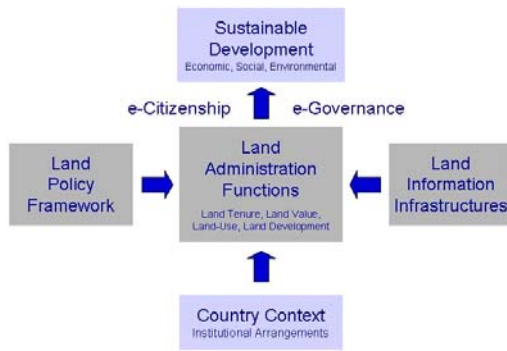 Sustainable
Development
Economic, Social, Environmental
e-Citizenship
e-Governance
Land
Policy
Framework
Land
Administration
Functions
Land Tenure, Land Value,
Land-Use, Land Development
Land
Information
Infrastructures
Country Context
Institutional Arrangements